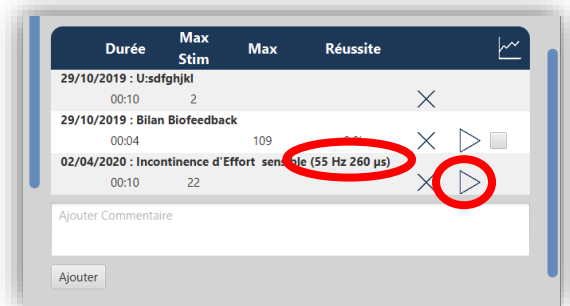 Durée Max Stim Max Réussite
29/10/2019 : U:sdfghjkl
00:10 2
29/10/2019 : Bilan Biofeedback
00:04 109
02/04/2020 : Incontinence d'Effort (55 Hz 260 µs)
00:10 22
Ajouter Commentaire
Ajouter